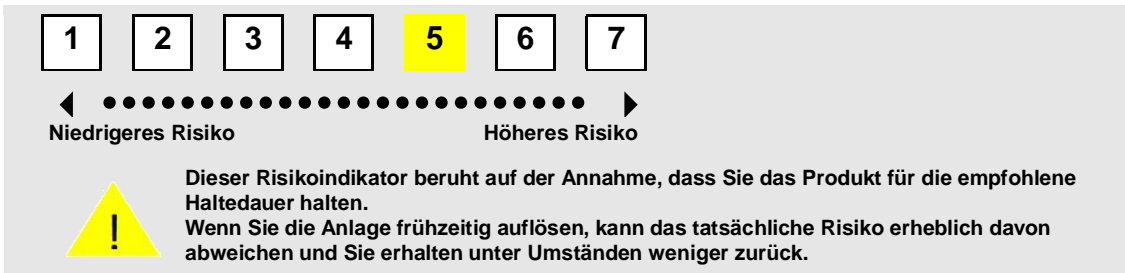 1 2 3 4 5 6 7
Niedrigeres Risiko Höheres Risiko
Dieser Risikoindikator beruht auf der Annahme, dass Sie das Produkt für die empfohlene
Haltedauer halten.
Wenn Sie die Anlage frühzeitig auflösen, kann das tatsächliche Risiko erheblich davon
abweichen und Sie erhalten unter Umständen weniger zurück.
!